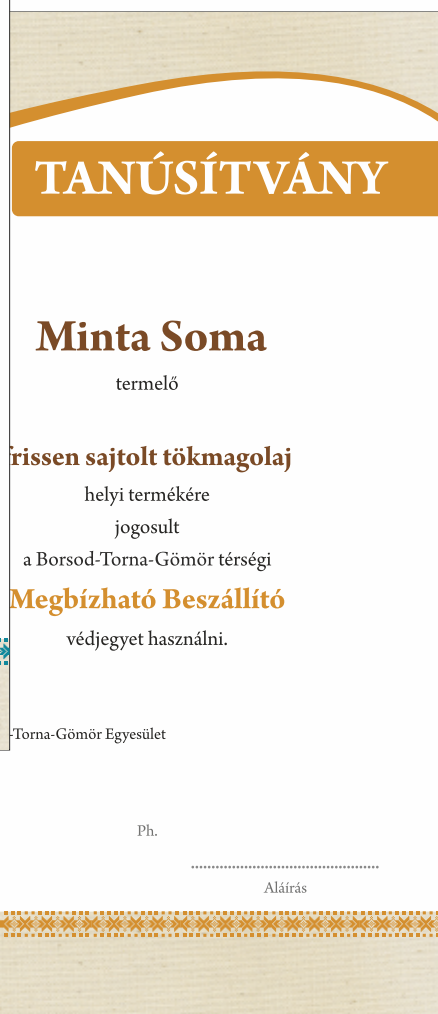 TANÚSÍTVÁNY
Minta Soma
termelő
frissen sajtolt tökmagolaj
helyi termékére
jogosult
a Borsod-Torna-Gömör térségi
Megbízható Beszállító
védjegyet használni.
-Torna-Gömör Egyesület
Ph.
Aláírás